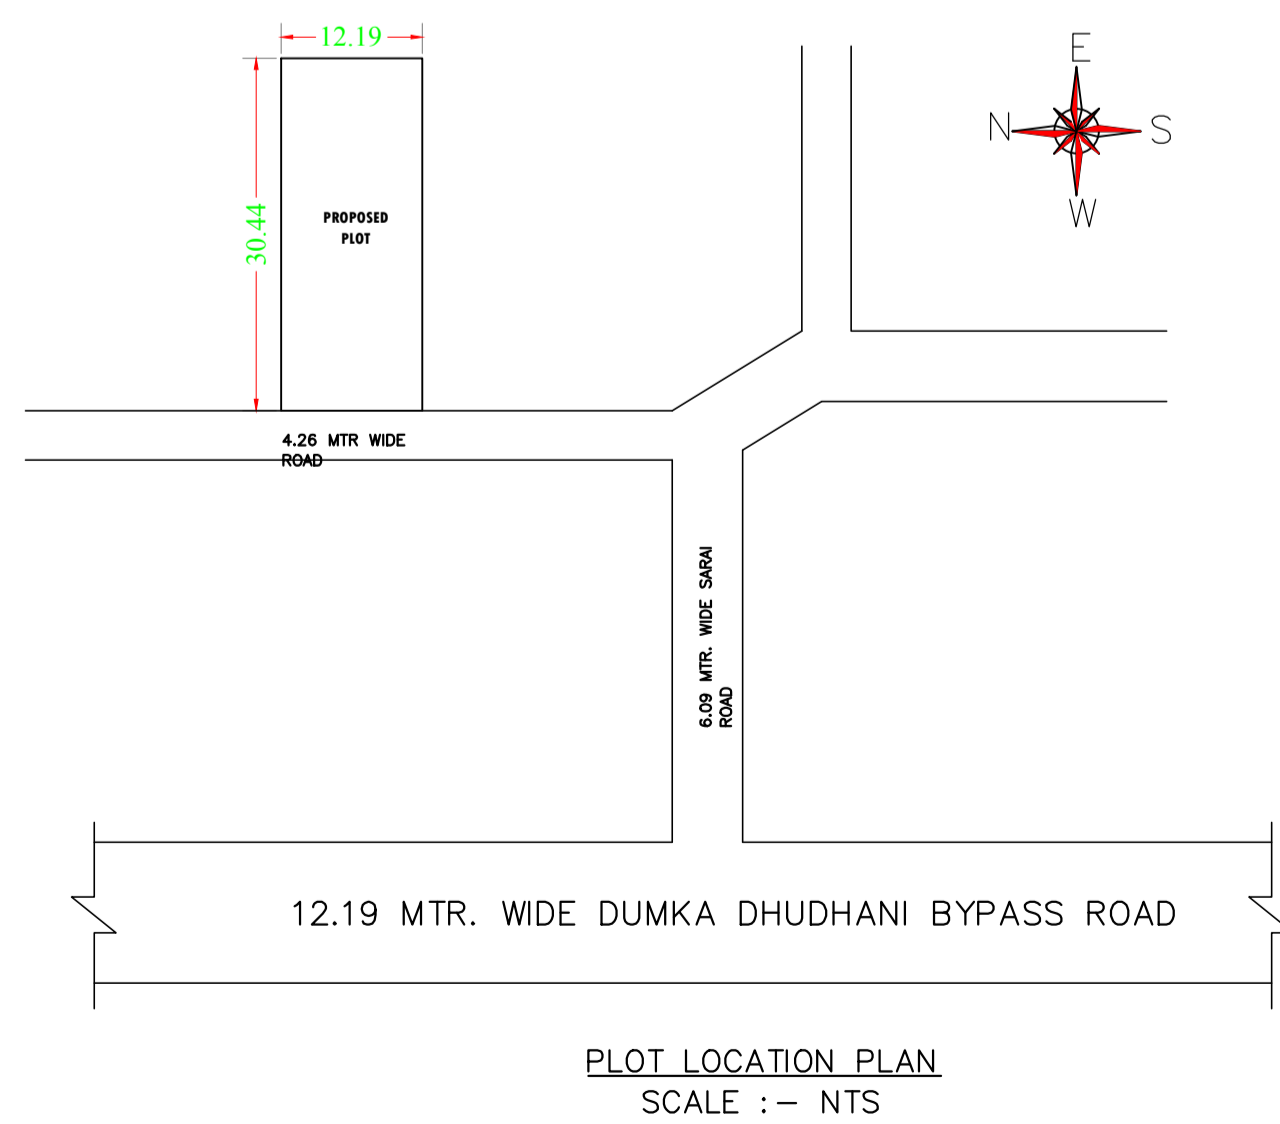 12.19
E
N
S
W
30.44
PROPOSED
PLOT
4.26 MTR WIDE
ROAD
6.09 MTR. WIDE SARAI
ROAD
12.19 MTR. WIDE DUMKA DHUDHANI BYPASS ROAD
PLOT LOCATION PLAN
SCALE :- NTS